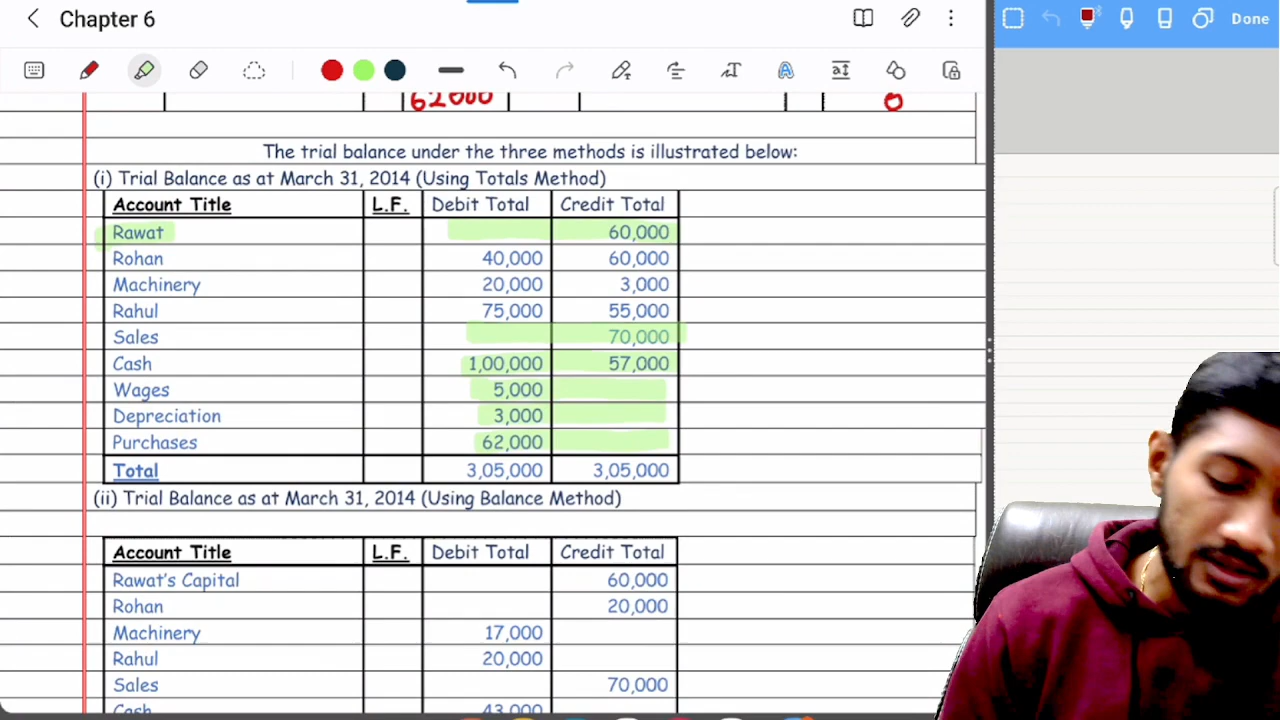 Chapter 6
Done
62000
0
The trial balance under the three methods is illustrated below:
(i) Trial Balance as at March 31, 2014 (Using Totals Method)
Account Title L.F. Debit Total Credit Total
Rawat 60,000
Rohan 40,000 60,000
Machinery 20,000 3,000
Rahul 75,000 55,000
Sales 70,000
Cash 1,00,000 57,000
Wages 5,000
Depreciation 3,000
Purchases 62,000
Total 3,05,000 3,05,000
(ii) Trial Balance as at March 31, 2014 (Using Balance Method)
Account Title L.F. Debit Total Credit Total
Rawat's Capital 60,000
Rohan 20,000
Machinery 17,000
Rahul 20,000
Sales 70,000
Cash 43,000